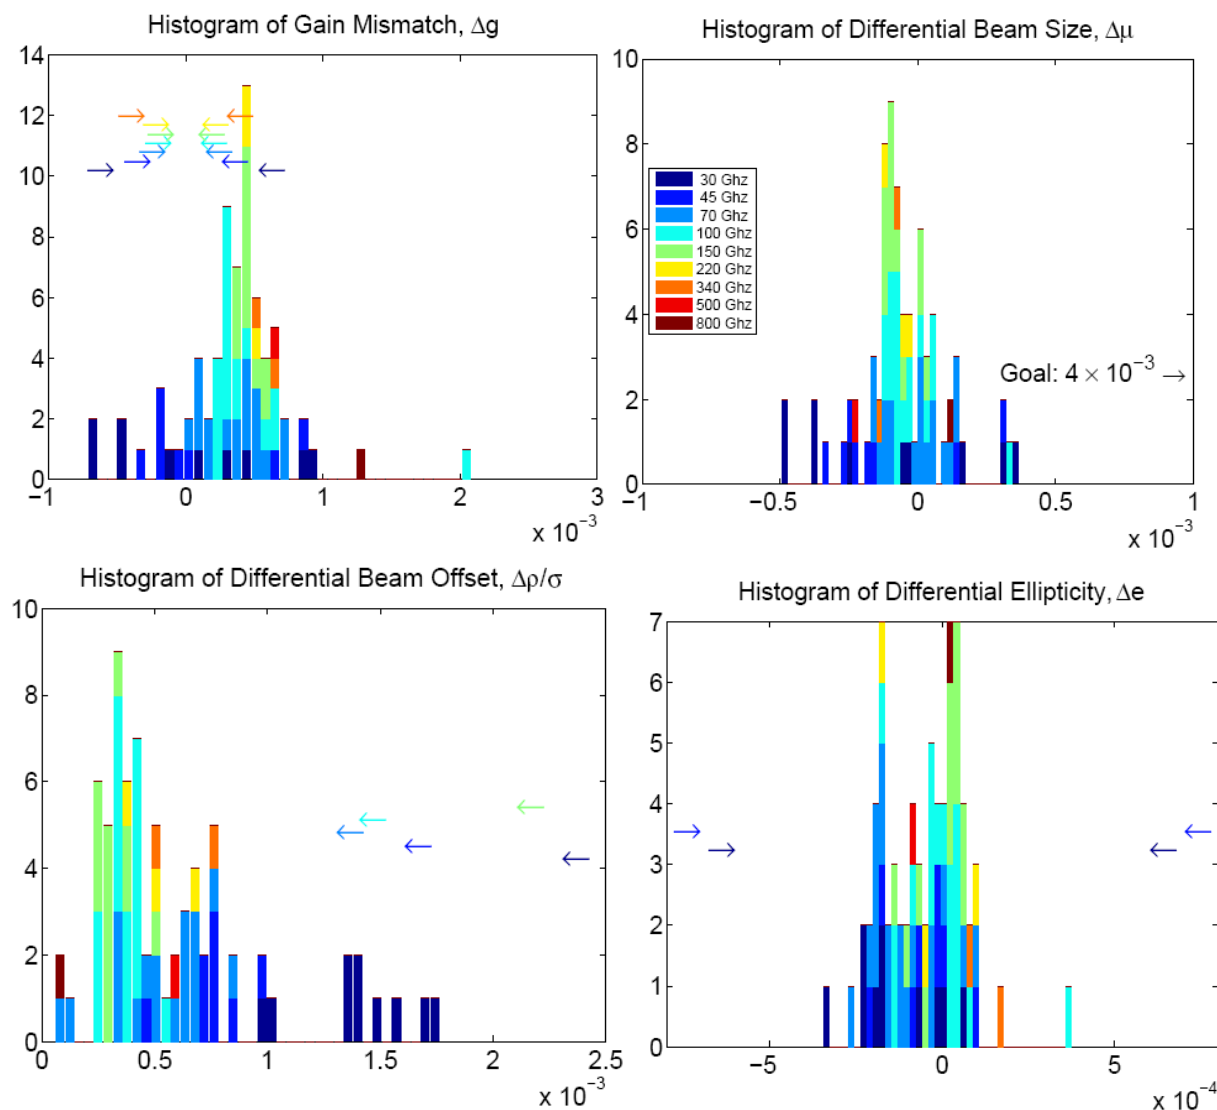 Histogram of Gain Mismatch, Δg
14
12
10
8
6
4
2
0
−1 0 1 2 3
x 10⁻³
Histogram of Differential Beam Size, Δμ
10
8
6
4
2
0
30 Ghz
45 Ghz
70 Ghz
100 Ghz
150 Ghz
220 Ghz
340 Ghz
500 Ghz
800 Ghz
Goal: 4 × 10⁻³ →
−1 −0.5 0 0.5 1
x 10⁻³
Histogram of Differential Beam Offset, Δρ/σ
10
8
6
4
2
0
0 0.5 1 1.5 2 2.5
x 10⁻³
Histogram of Differential Ellipticity, Δe
7
6
5
4
3
2
1
0
−5 0 5
x 10⁻⁴